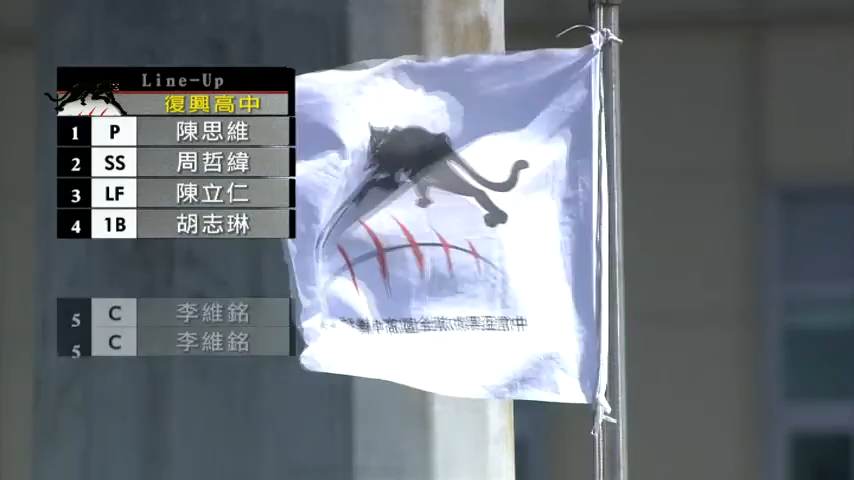 Line-Up
復興高中
1 P 陳思維
2 SS 周哲緯
3 LF 陳立仁
4 1B 胡志琳
5 C 李維銘
5 C 李維銘